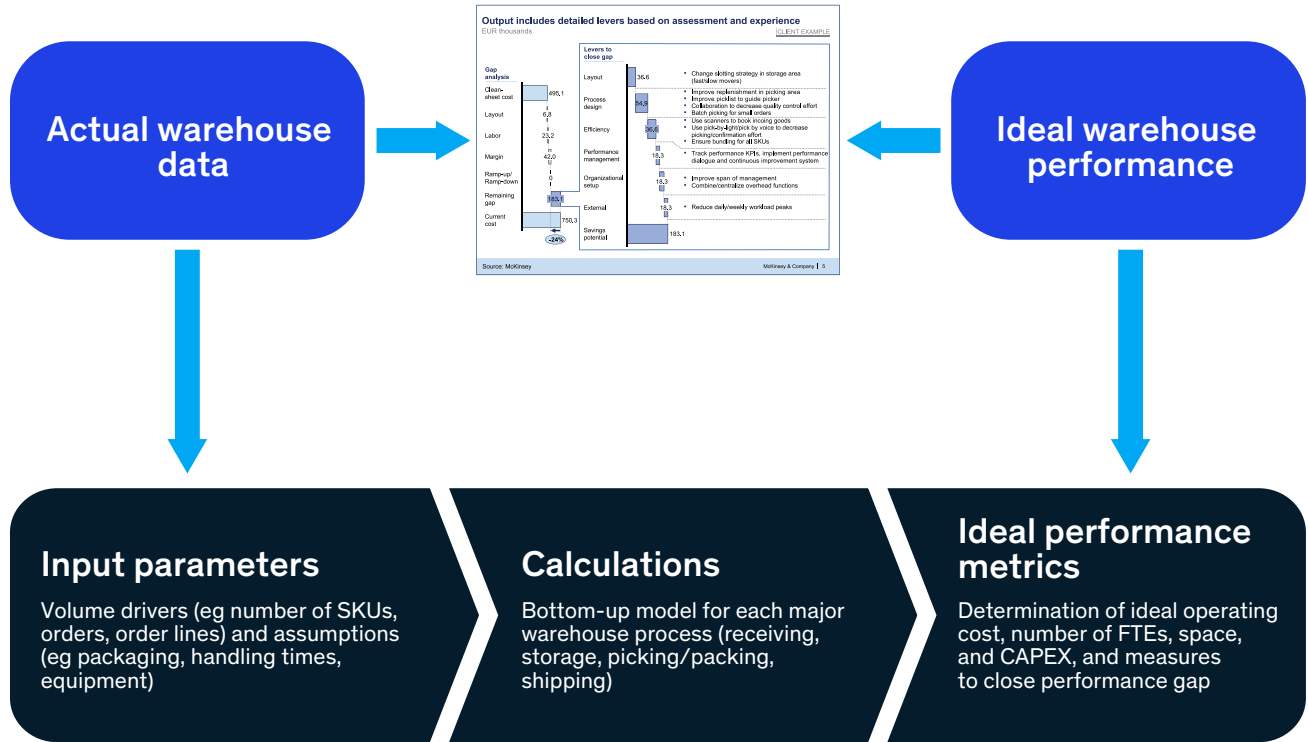 Output includes detailed levers based on assessment and experience
EUR thousands
CLIENT EXAMPLE
Actual warehouse
data
Gap
analysis
Clean-
sheet cost
495,1
Layout
6,8
Labor
23,2
Margin
42,0
Ramp-up/
Ramp-down
0
Remaining
gap
183,1
Current
cost
750,3
-24%
Levers to
close gap
Layout
36.6
• Change slotting strategy in storage area
(fast/slow movers)
Process
design
54,9
• Improve replenishment in picking area
• Improve picklist to guide picker
• Collaboration to decrease quality control effort
• Batch picking for small orders
Efficiency
36,6
• Use scanners to book incoing goods
• Use pick-by-light/pick by voice to decrease
picking/confirmation effort
• Ensure bundling for all SKUs
Performance
management
18.3
• Track performance KPIs, implement performance
dialogue and continuous improvement system
Organizational
setup
18.3
• Improve span of management
• Combine/centralize overhead functions
External
18.3
• Reduce daily/weekly workload peaks
Savings
potential
183.1
Source: McKinsey
McKinsey & Company | 5
Ideal warehouse
performance
Input parameters
Volume drivers (eg number of SKUs,
orders, order lines) and assumptions
(eg packaging, handling times,
equipment)
Calculations
Bottom-up model for each major
warehouse process (receiving,
storage, picking/packing,
shipping)
Ideal performance
metrics
Determination of ideal operating
cost, number of FTEs, space,
and CAPEX, and measures
to close performance gap